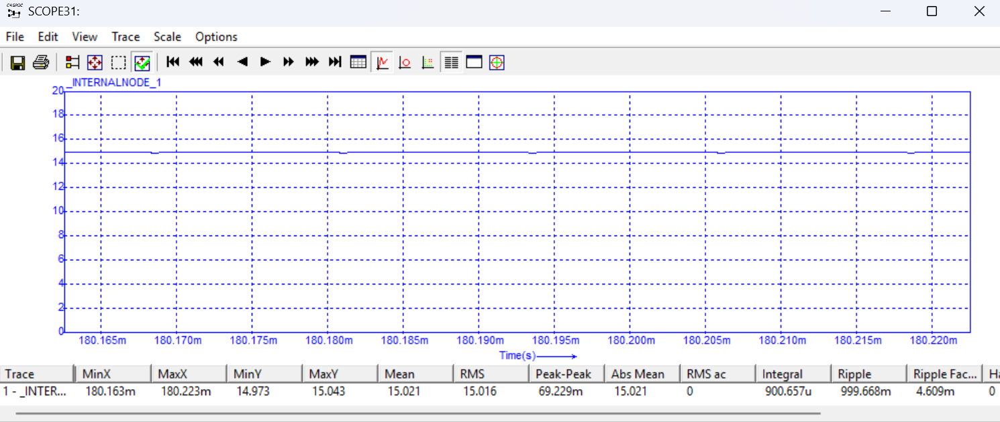 CASPOC
SCOPE31:
File Edit View Trace Scale Options
_INTERNALNODE_1
20
18
16
14
12
10
8
6
4
2
0
180.165m 180.170m 180.175m 180.180m 180.185m 180.190m 180.195m 180.200m 180.205m 180.210m 180.215m 180.220m
Time(s)
Trace MinX MaxX MinY MaxY Mean RMS Peak-Peak Abs Mean RMS ac Integral Ripple Ripple Fac... Ha
1 - _INTER... 180.163m 180.223m 14.973 15.043 15.021 15.016 69.229m 15.021 0 900.657u 999.668m 4.609m 0